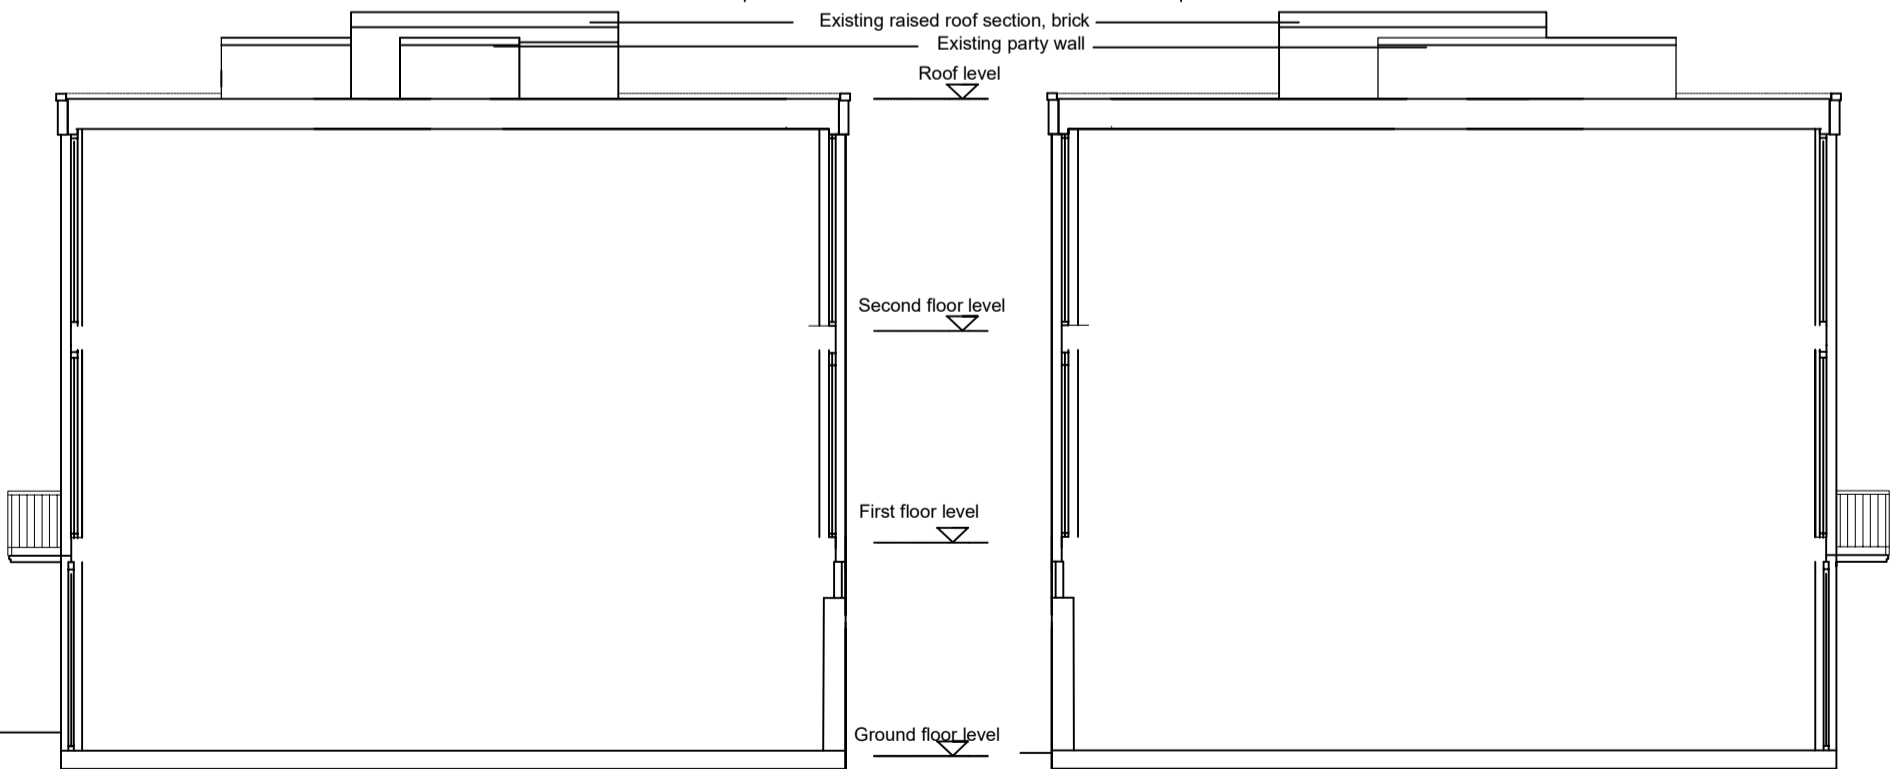 Existing raised roof section, brick
Existing party wall
Roof level
Second floor level
First floor level
Ground floor level